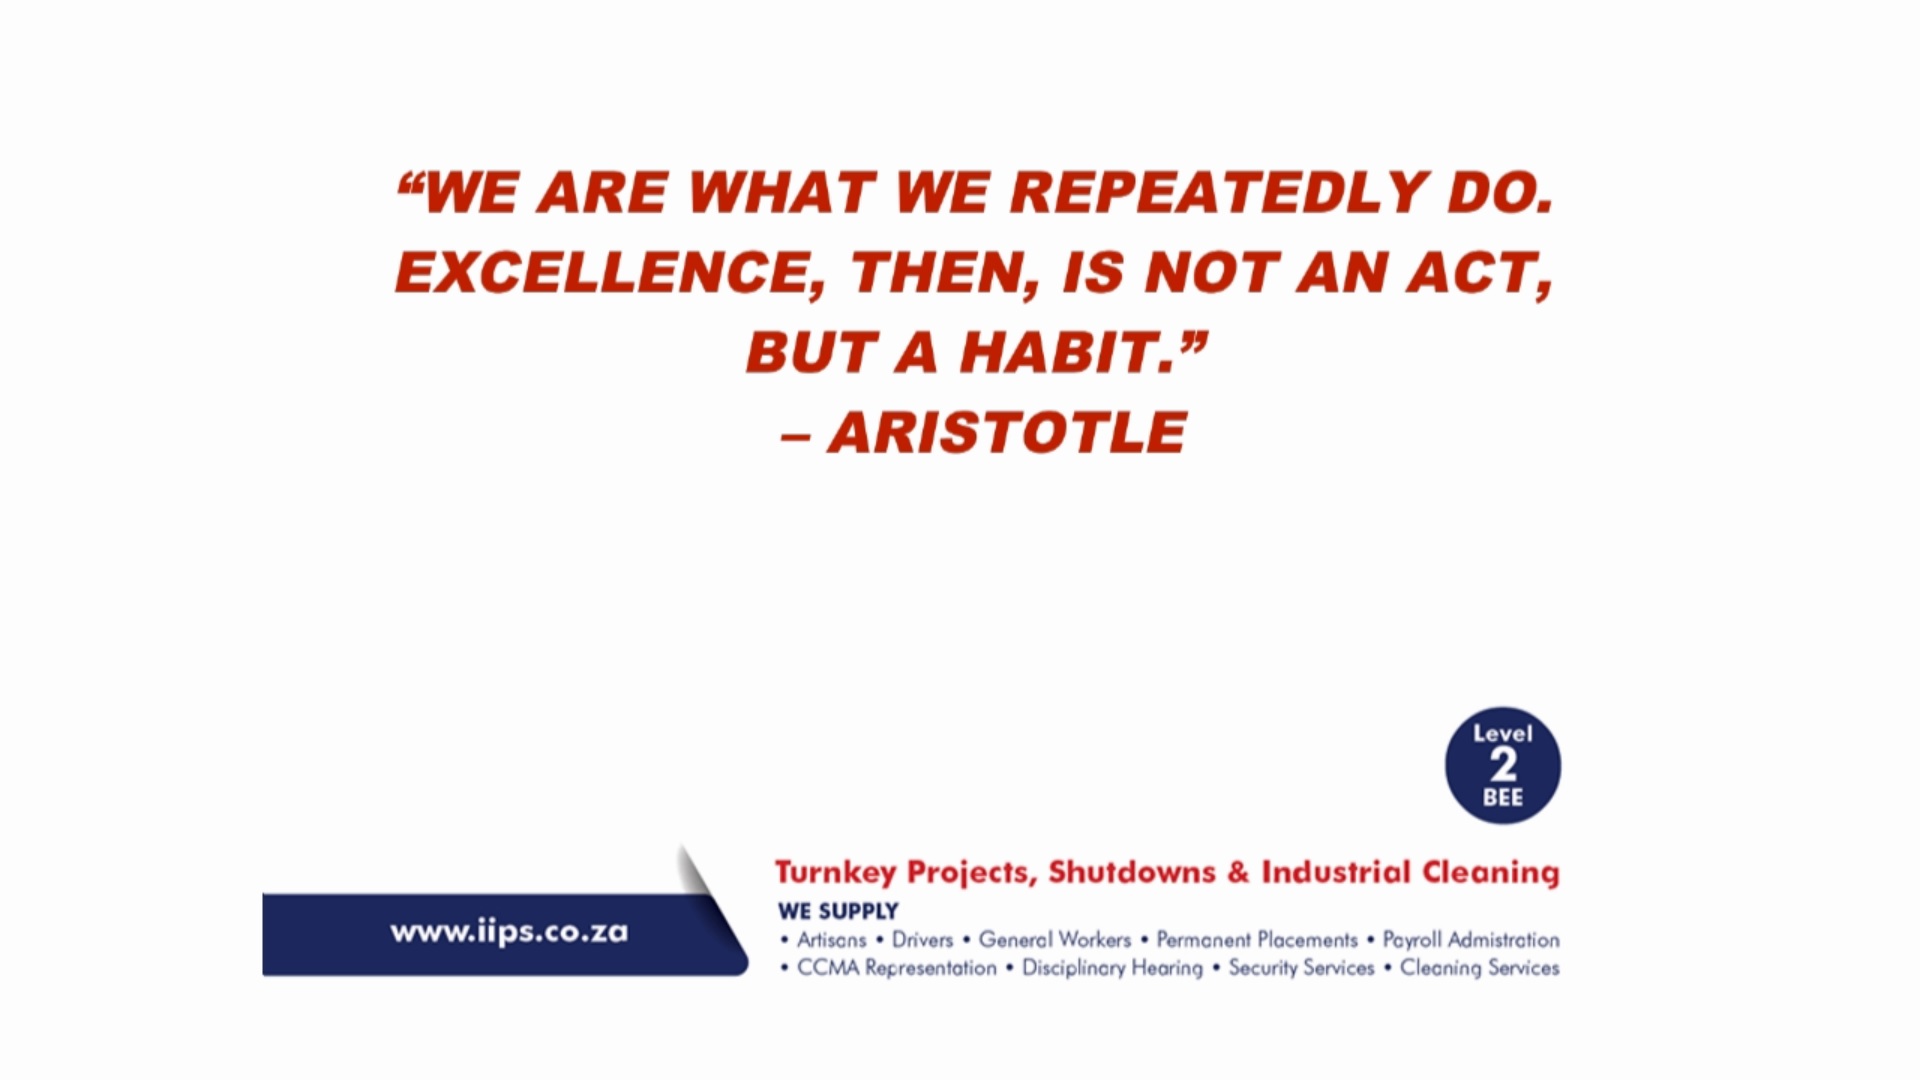 “WE ARE WHAT WE REPEATEDLY DO.
EXCELLENCE, THEN, IS NOT AN ACT,
BUT A HABIT.”
– ARISTOTLE
Level
2
BEE
www.iips.co.za
Turnkey Projects, Shutdowns & Industrial Cleaning
WE SUPPLY
• Artisans • Drivers • General Workers • Permanent Placements • Payroll Admistration
• CCMA Representation • Disciplinary Hearing • Security Services • Cleaning Services